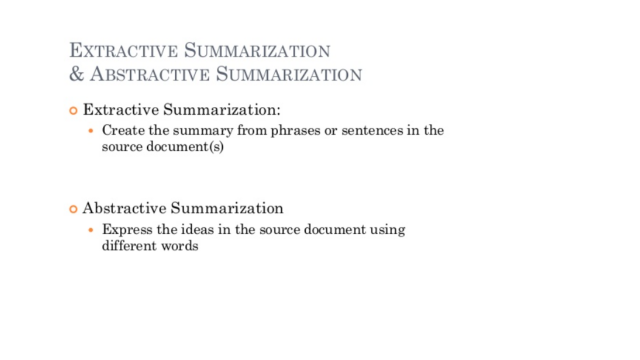 EXTRACTIVE SUMMARIZATION
& ABSTRACTIVE SUMMARIZATION
Extractive Summarization:
Create the summary from phrases or sentences in the
source document(s)
Abstractive Summarization
Express the ideas in the source document using
different words